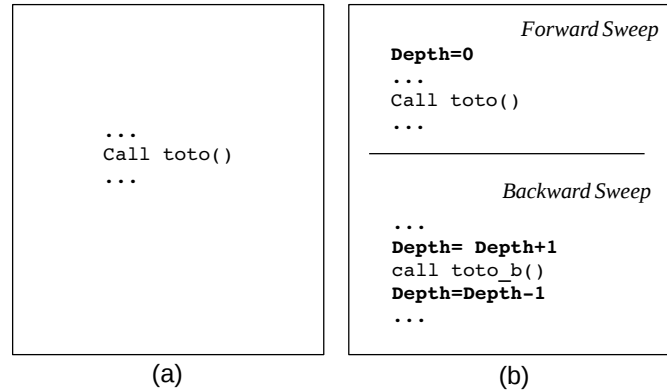 ...
Call toto()
...
(a)
Forward Sweep
Depth=0
...
Call toto()
...
Backward Sweep
...
Depth= Depth+1
call toto_b()
Depth=Depth-1
...
(b)